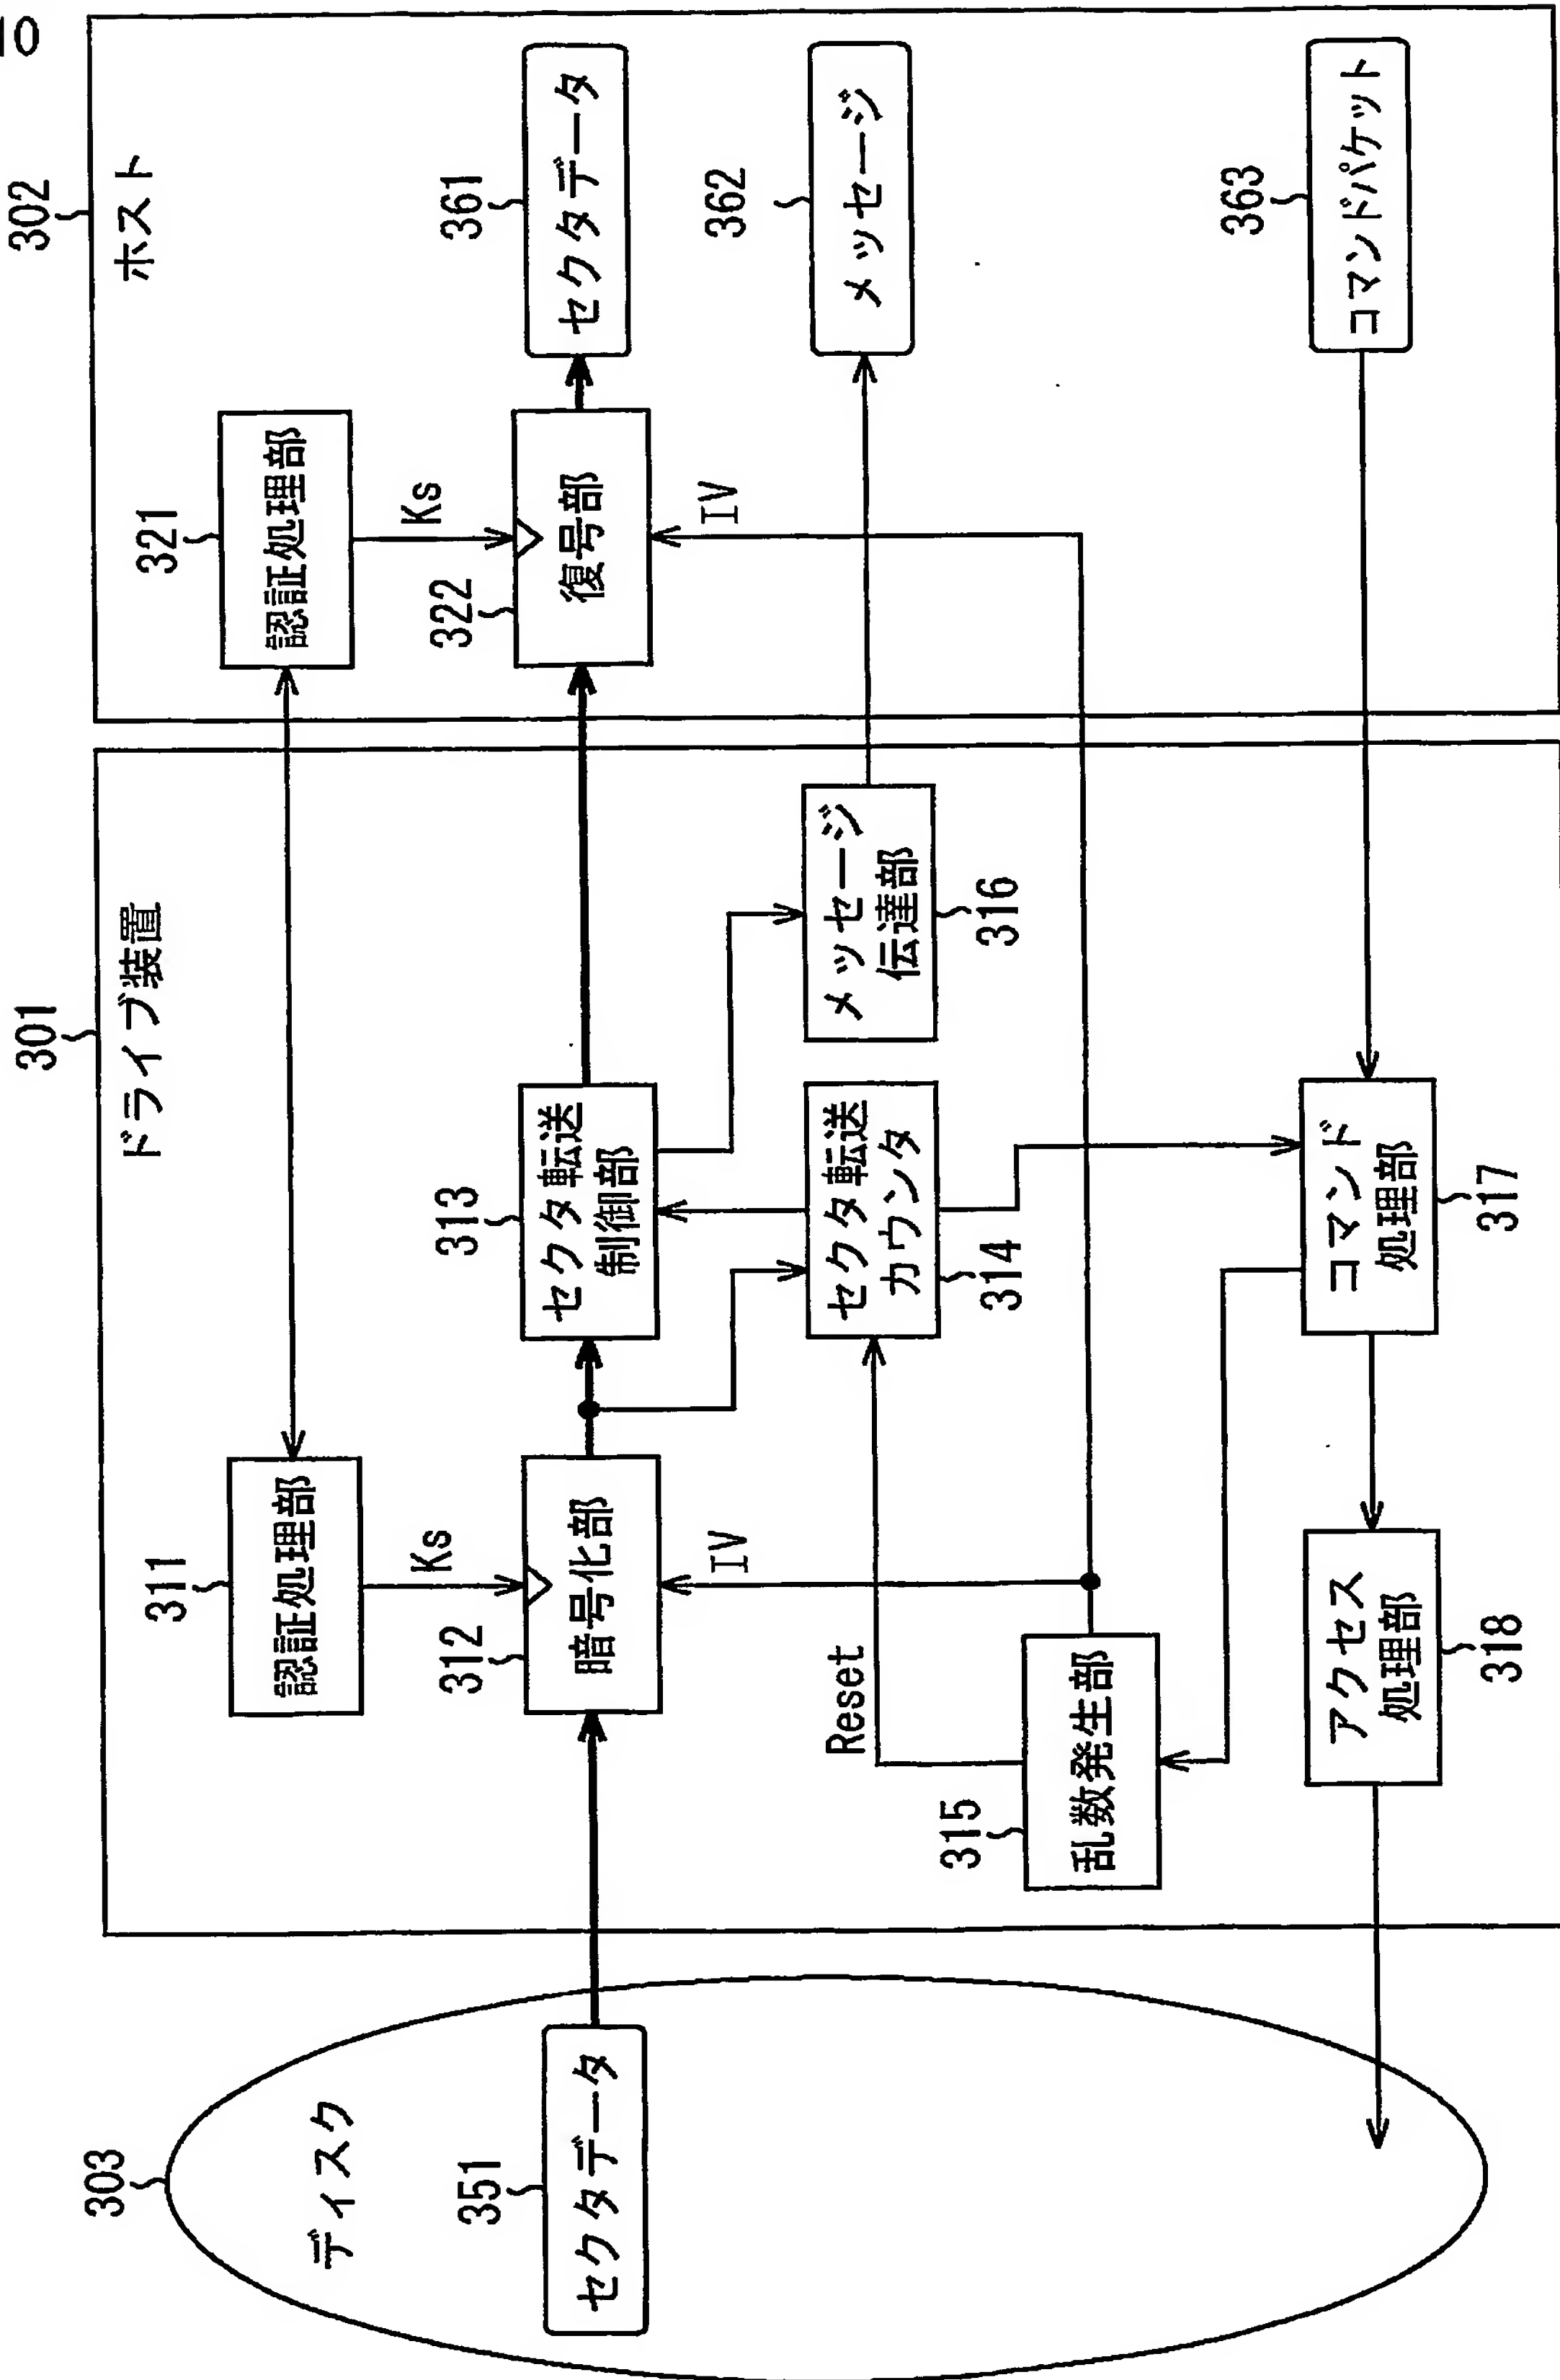 10
303
ディスク
351
セクタデータ
301
ドライブ装置
311
認証処理部
Ks
312
暗号化部
IV
313
セクタ転送
制御部
314
セクタ転送
カウンタ
Reset
315
乱数発生部
メッセージ
伝達部
316
コマンド
処理部
317
アクセス
処理部
318
302
ホスト
321
認証処理部
Ks
322
復号部
IV
361
セクタデータ
362
メッセージ
363
コマンドパケット